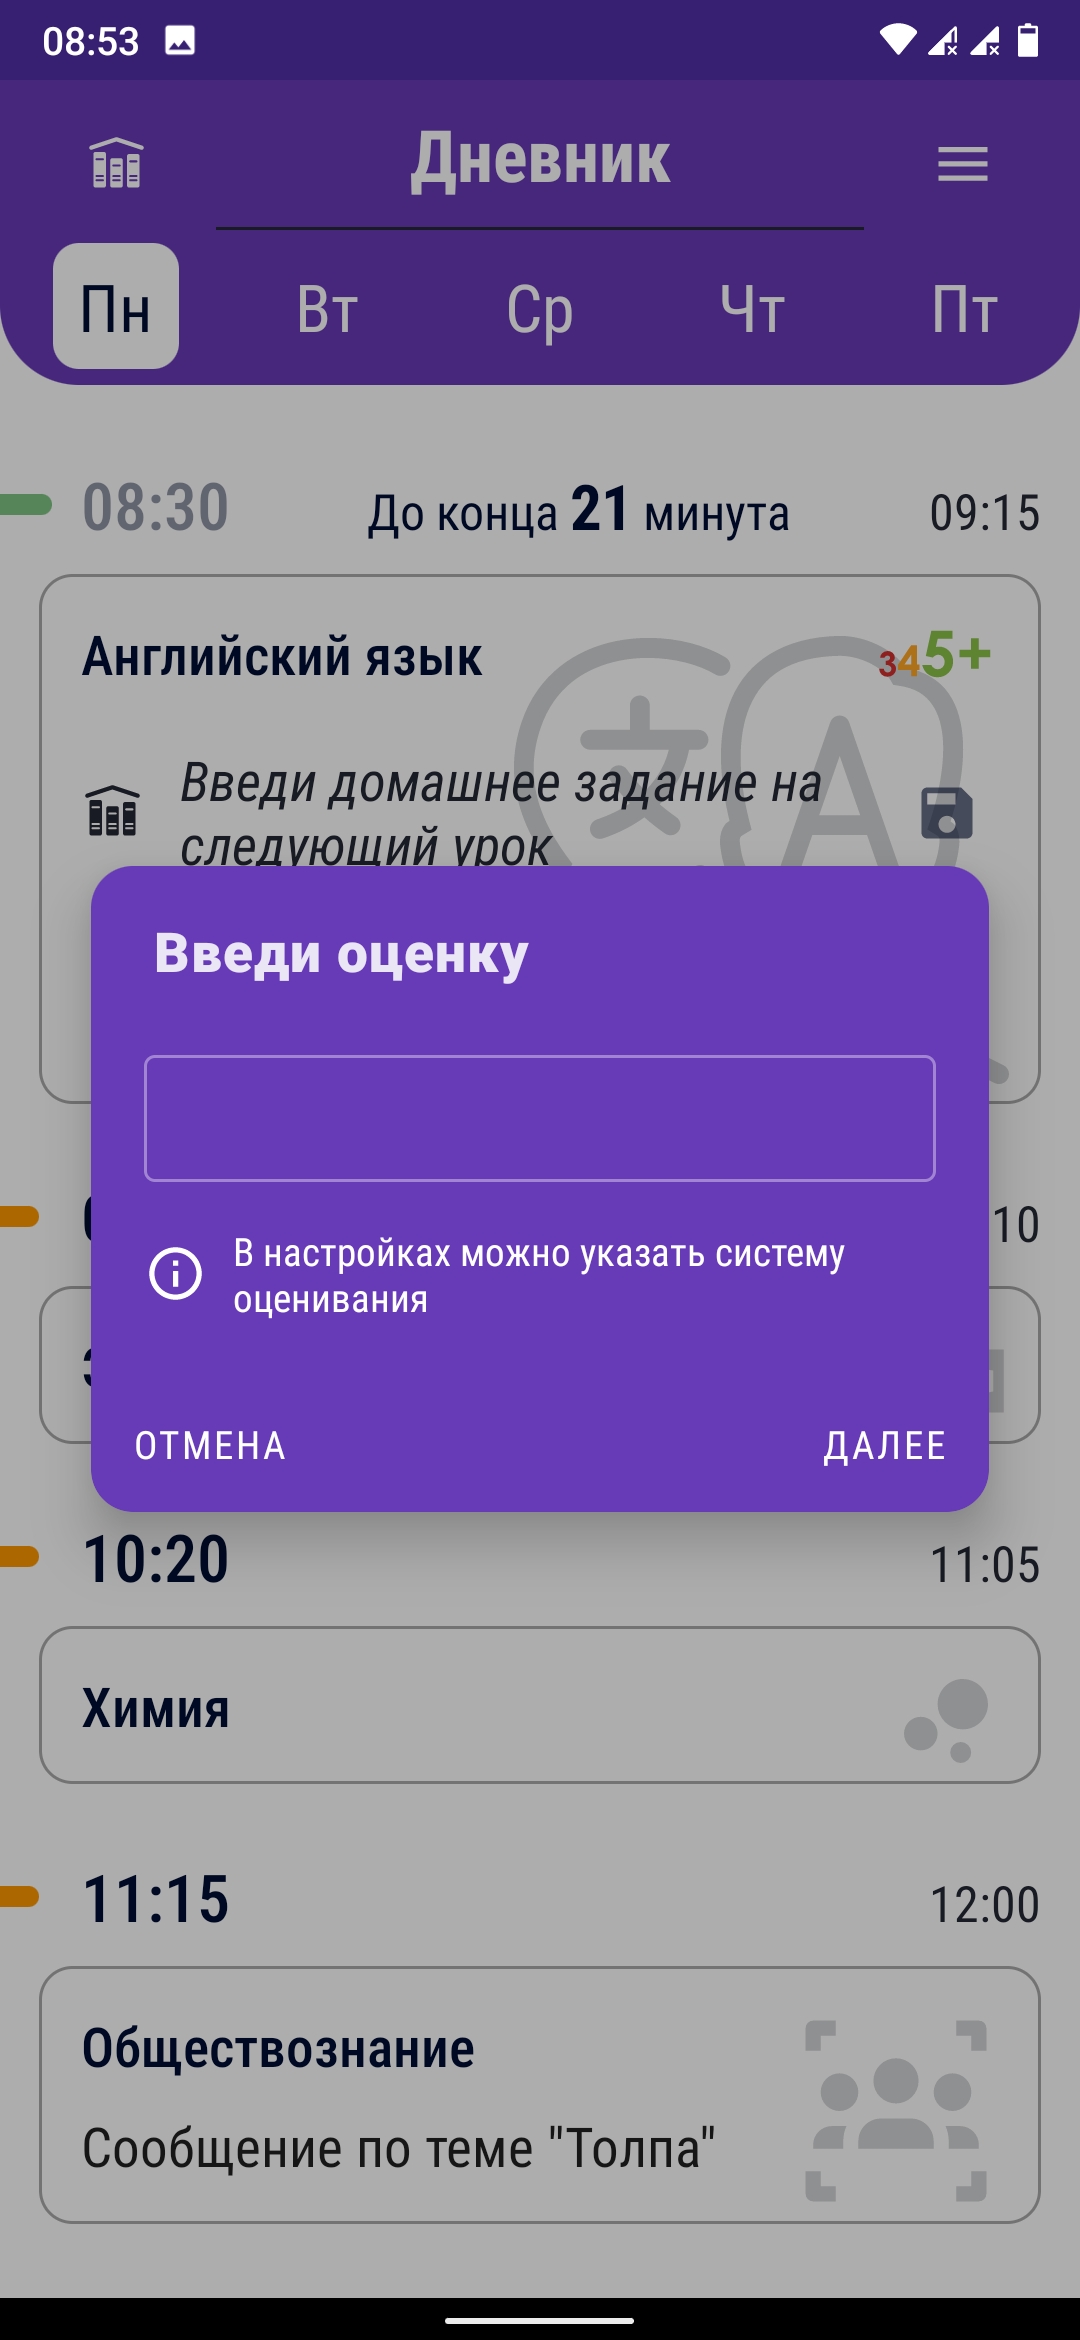 08:53
Дневник
Пн Вт Ср Чт Пт
08:30 До конца 21 минута 09:15
Английский язык 345+
Введи домашнее задание на
следующий урок
Введи оценку
10
В настройках можно указать систему
оценивания
ОТМЕНА ДАЛЕЕ
10:20 11:05
Химия
11:15 12:00
Обществознание
Сообщение по теме "Толпа"